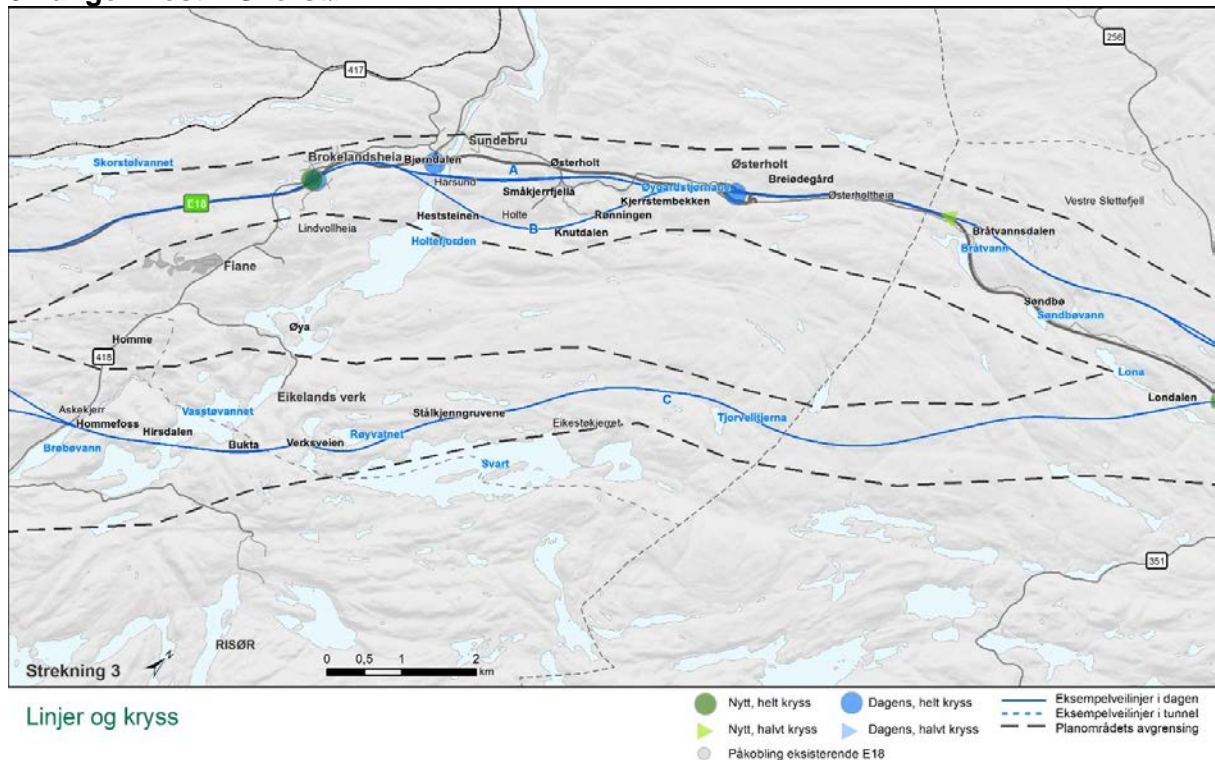 256
417
Sundebru
Skorstølvannet
Brokelandsheia
Bjørndalen
Østerholt
Østerholt
A
Breiødegård
Harsund
Småkjerrfjella
Øygardstjørnane
Kjerrstembekken
Østerholtheia
Vestre Slettefjell
E18
Heststeinen
Holte
Rønningen
Lindvollheia
B
Knutdalen
Bråtvannsdalen
Holtefjorden
Bråtvann
Fiane
Søndbø
Søndbøvann
Øya
Homme
418
Lona
Eikelands verk
Londalen
C
Askekjerr
Vasstøvannet
Stålkjenngruvene
Tjorvelitjerna
Hommefoss
Hirsdalen
Eikestøkjerret
Røyvatnet
Brøbøvann
Bukta
Verksveien
Svart
351
RISØR
Strekning 3
N
0 0,5 1 2
km
Linjer og kryss
Nytt, helt kryss
Dagens, helt kryss
Eksempelveilinjer i dagen
Eksempelveilinjer i tunnel
Nytt, halvt kryss
Dagens, halvt kryss
Planområdets avgrensing
Påkobling eksisterende E18